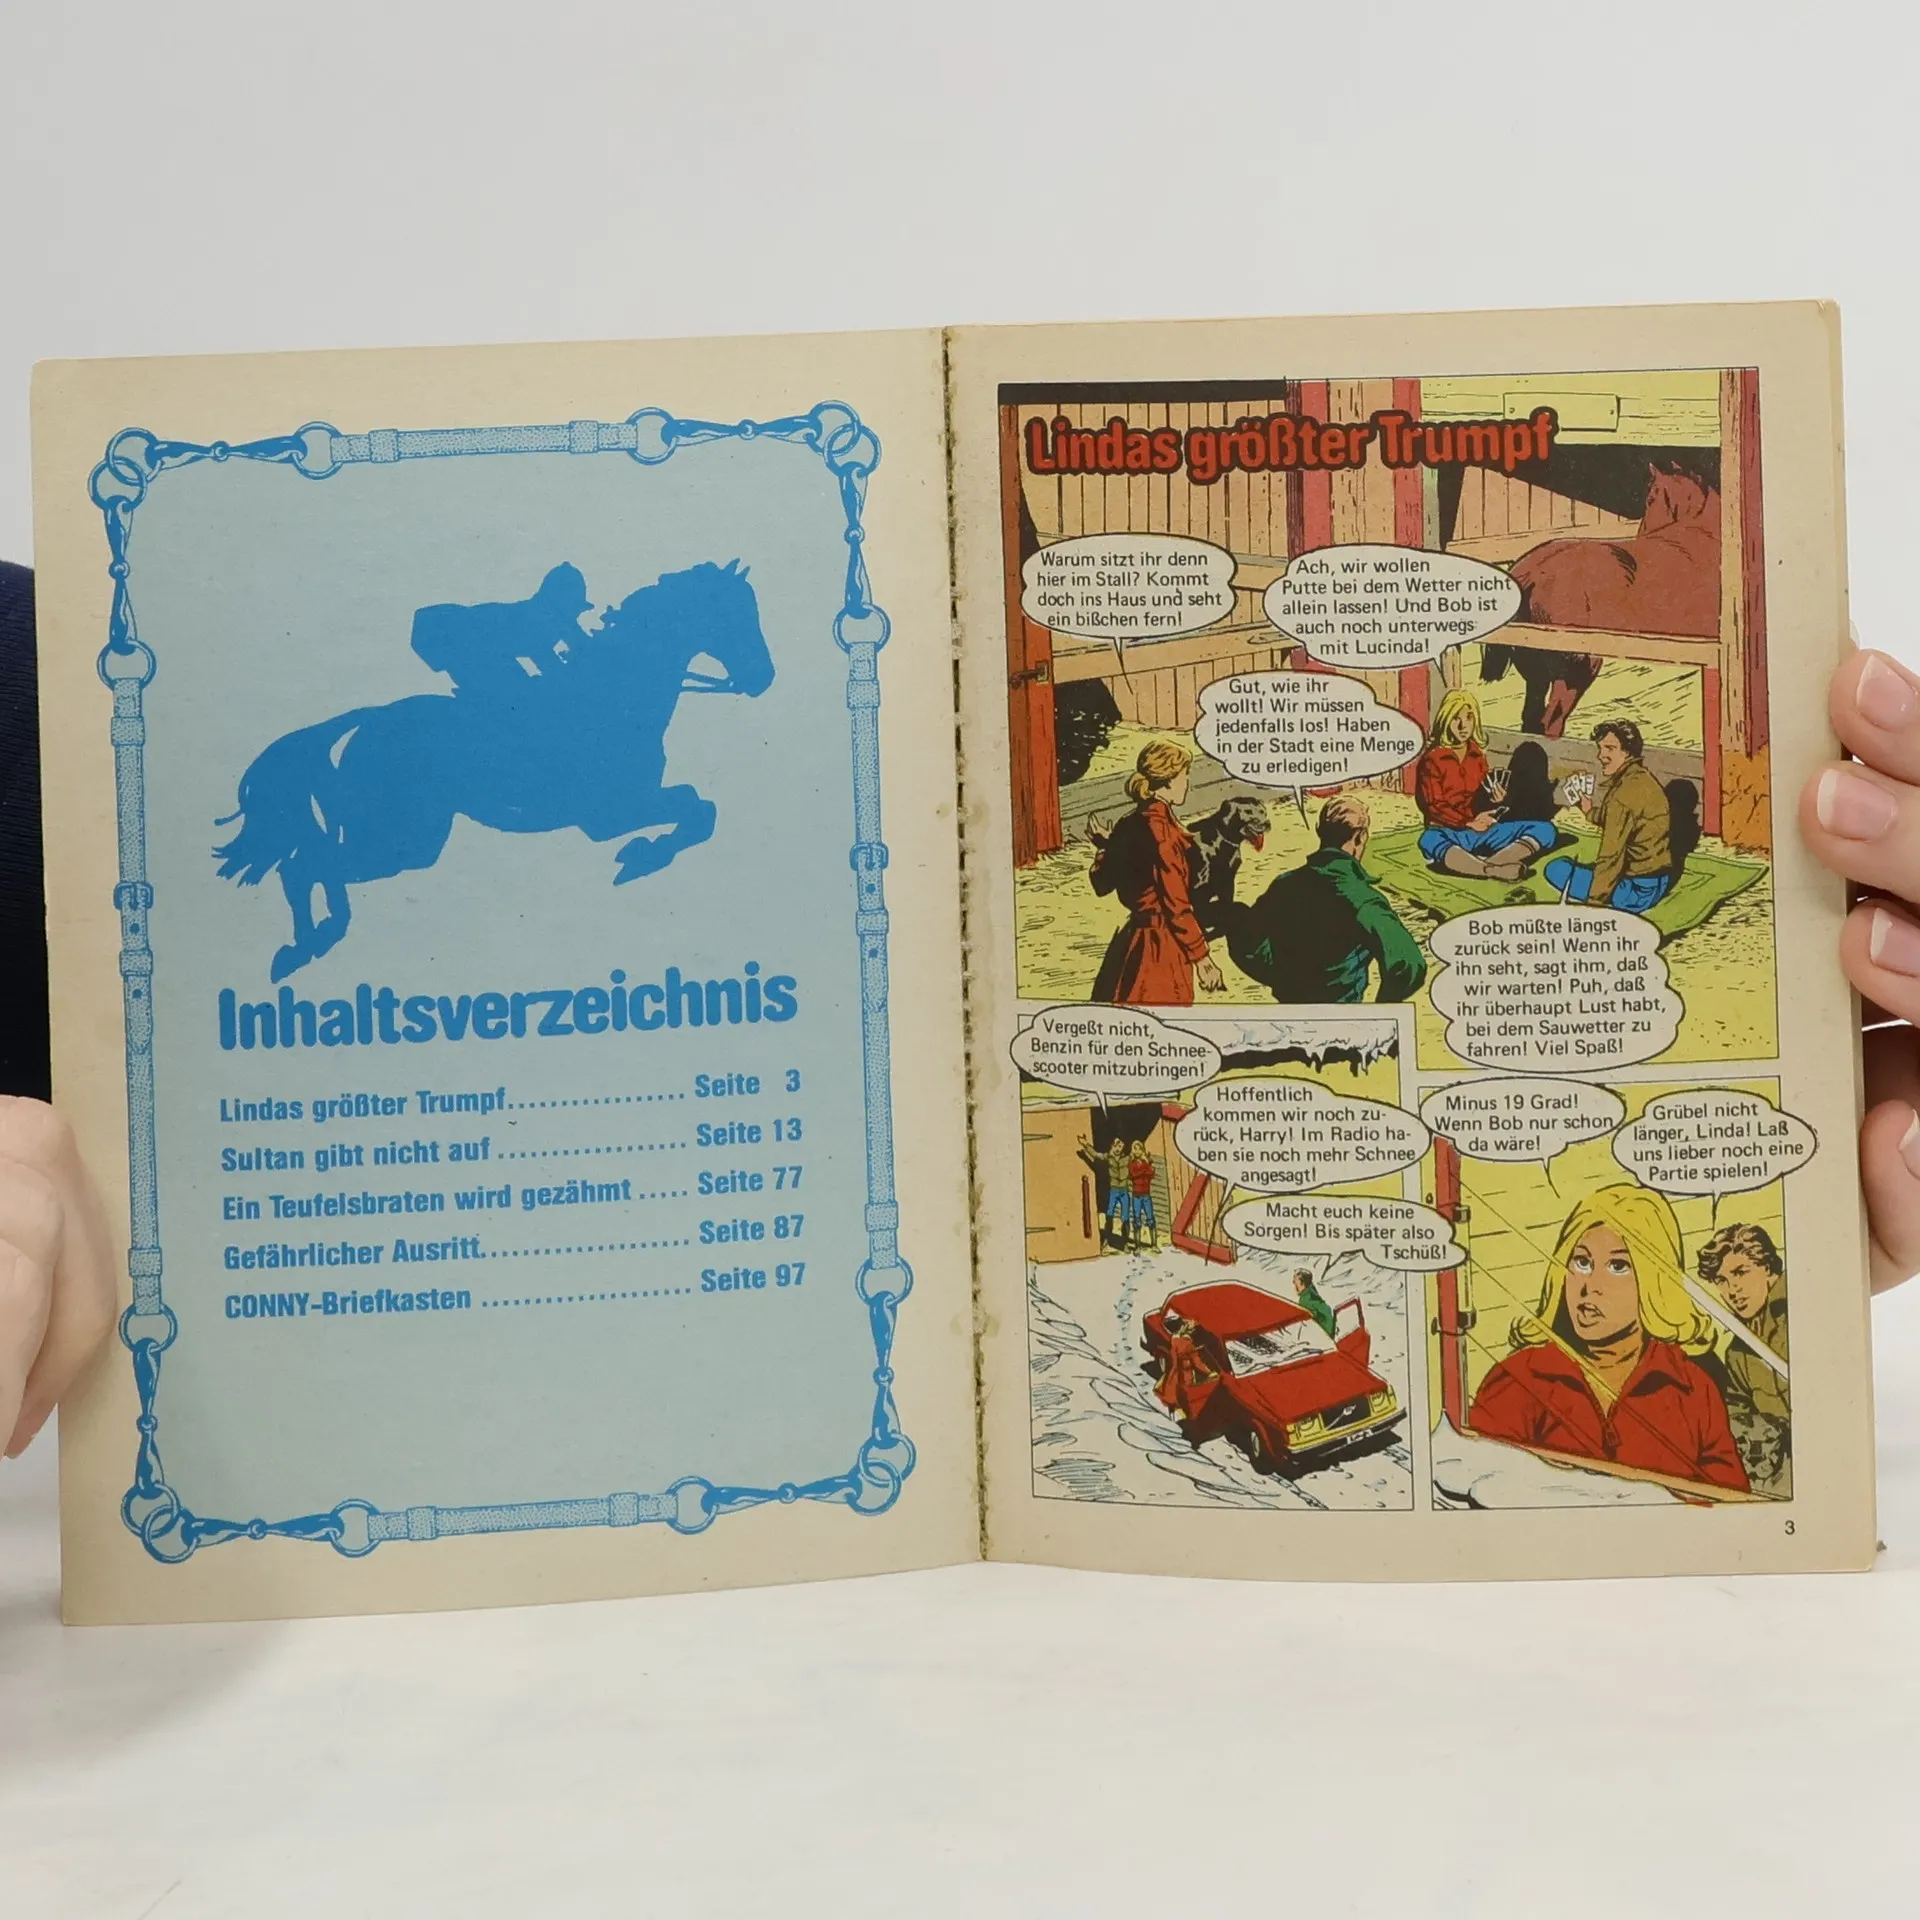 Inhaltsverzeichnis
Lindas größter Trumpf................. Seite 3
Sultan gibt nicht auf .................. Seite 13
Ein Teufelsbraten wird gezähmt ..... Seite 77
Gefährlicher Ausritt.................... Seite 87
CONNY-Briefkasten .................... Seite 97
Lindas größter Trumpf
Warum sitzt ihr denn
hier im Stall? Kommt
doch ins Haus und seht
ein bißchen fern!
Ach, wir wollen
Putte bei dem Wetter nicht
allein lassen! Und Bob ist
auch noch unterwegs
mit Lucinda!
Gut, wie ihr
wollt! Wir müssen
jedenfalls los! Haben
in der Stadt eine Menge
zu erledigen!
Bob müßte längst
zurück sein! Wenn ihr
ihn seht, sagt ihm, daß
wir warten! Puh, daß
ihr überhaupt Lust habt,
bei dem Sauwetter zu
fahren! Viel Spaß!
Vergeßt nicht,
Benzin für den Schnee-
scooter mitzubringen!
Hoffentlich
kommen wir noch zu-
rück, Harry! Im Radio ha-
ben sie noch mehr Schnee
angesagt!
Macht euch keine
Sorgen! Bis später also
Tschüß!
Minus 19 Grad!
Wenn Bob nur schon
da wäre!
Grübel nicht
länger, Linda! Laß
uns lieber noch eine
Partie spielen!
3